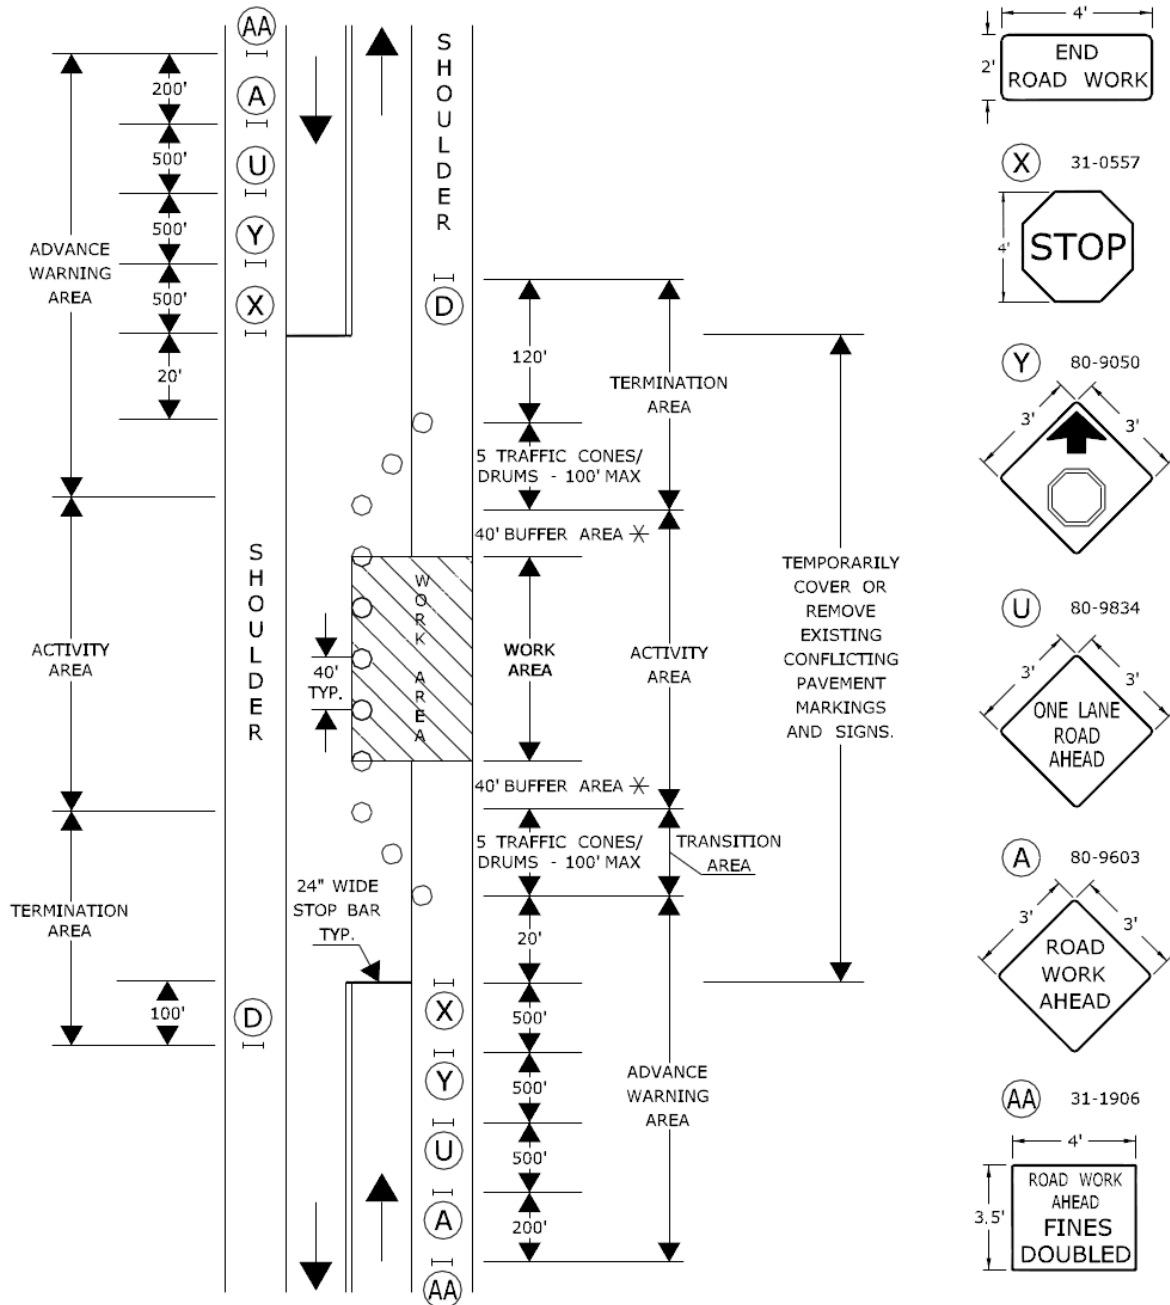 AA
200'
A
500'
U
500'
Y
500'
X
20'
ADVANCE
WARNING
AREA
SHOULDER
D
120'
TERMINATION
AREA
5 TRAFFIC CONES/
DRUMS - 100' MAX
40' BUFFER AREA *
SHOULDER
ACTIVITY
AREA
WORK AREA
40'
TYP.
WORK
AREA
ACTIVITY
AREA
TEMPORARILY
COVER OR
REMOVE
EXISTING
CONFLICTING
PAVEMENT
MARKINGS
AND SIGNS.
40' BUFFER AREA *
5 TRAFFIC CONES/
DRUMS - 100' MAX
TRANSITION
AREA
24" WIDE
STOP BAR
TYP.
TERMINATION
AREA
100'
D
20'
X
500'
Y
500'
U
500'
A
200'
AA
ADVANCE
WARNING
AREA
4'
2'
END
ROAD WORK
X 31-0557
4'
STOP
Y 80-9050
3' 3'
U 80-9834
3' 3'
ONE LANE
ROAD
AHEAD
A 80-9603
3' 3'
ROAD
WORK
AHEAD
AA 31-1906
4'
3.5'
ROAD WORK
AHEAD
FINES
DOUBLED